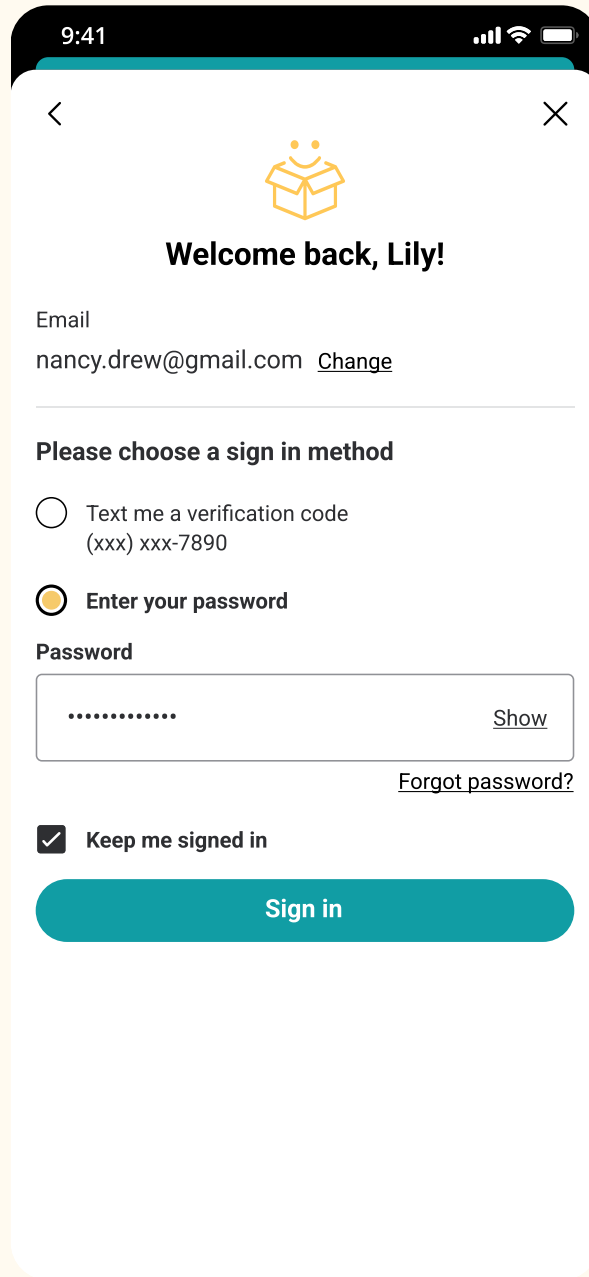 9:41
Welcome back, Lily!
Email
nancy.drew@gmail.com Change
Please choose a sign in method
Text me a verification code
(xxx) xxx-7890
Enter your password
Password
••••••••••••• Show
Forgot password?
Keep me signed in
Sign in